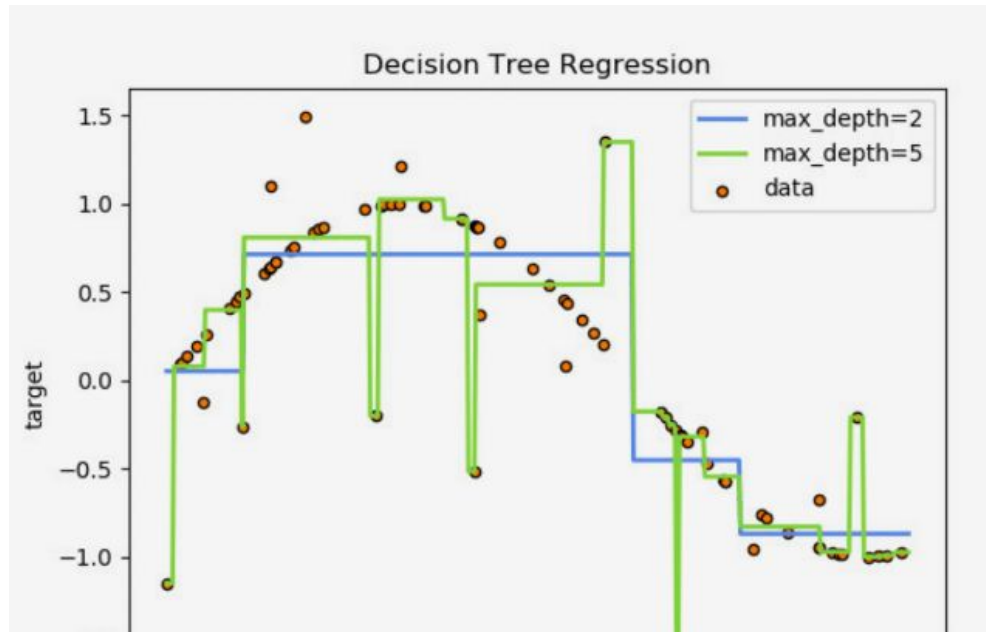 Decision Tree Regression
max_depth=2
max_depth=5
data
target
1.5
1.0
0.5
0.0
−0.5
−1.0